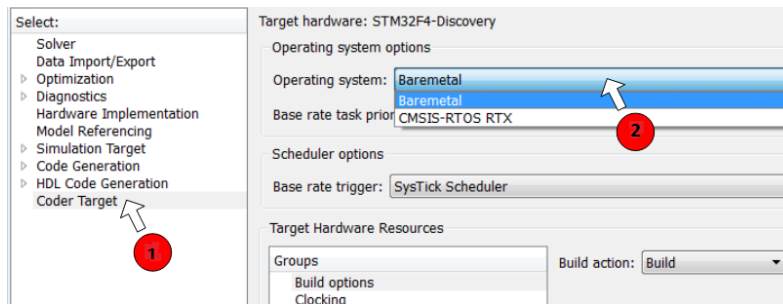 Select:
Solver
Data Import/Export
Optimization
Diagnostics
Hardware Implementation
Model Referencing
Simulation Target
Code Generation
HDL Code Generation
Coder Target
1
Target hardware: STM32F4-Discovery
Operating system options
Operating system: Baremetal
Baremetal
CMSIS-RTOS RTX
Base rate task prior
2
Scheduler options
Base rate trigger: SysTick Scheduler
Target Hardware Resources
Groups
Build options
Clocking
Build action: Build